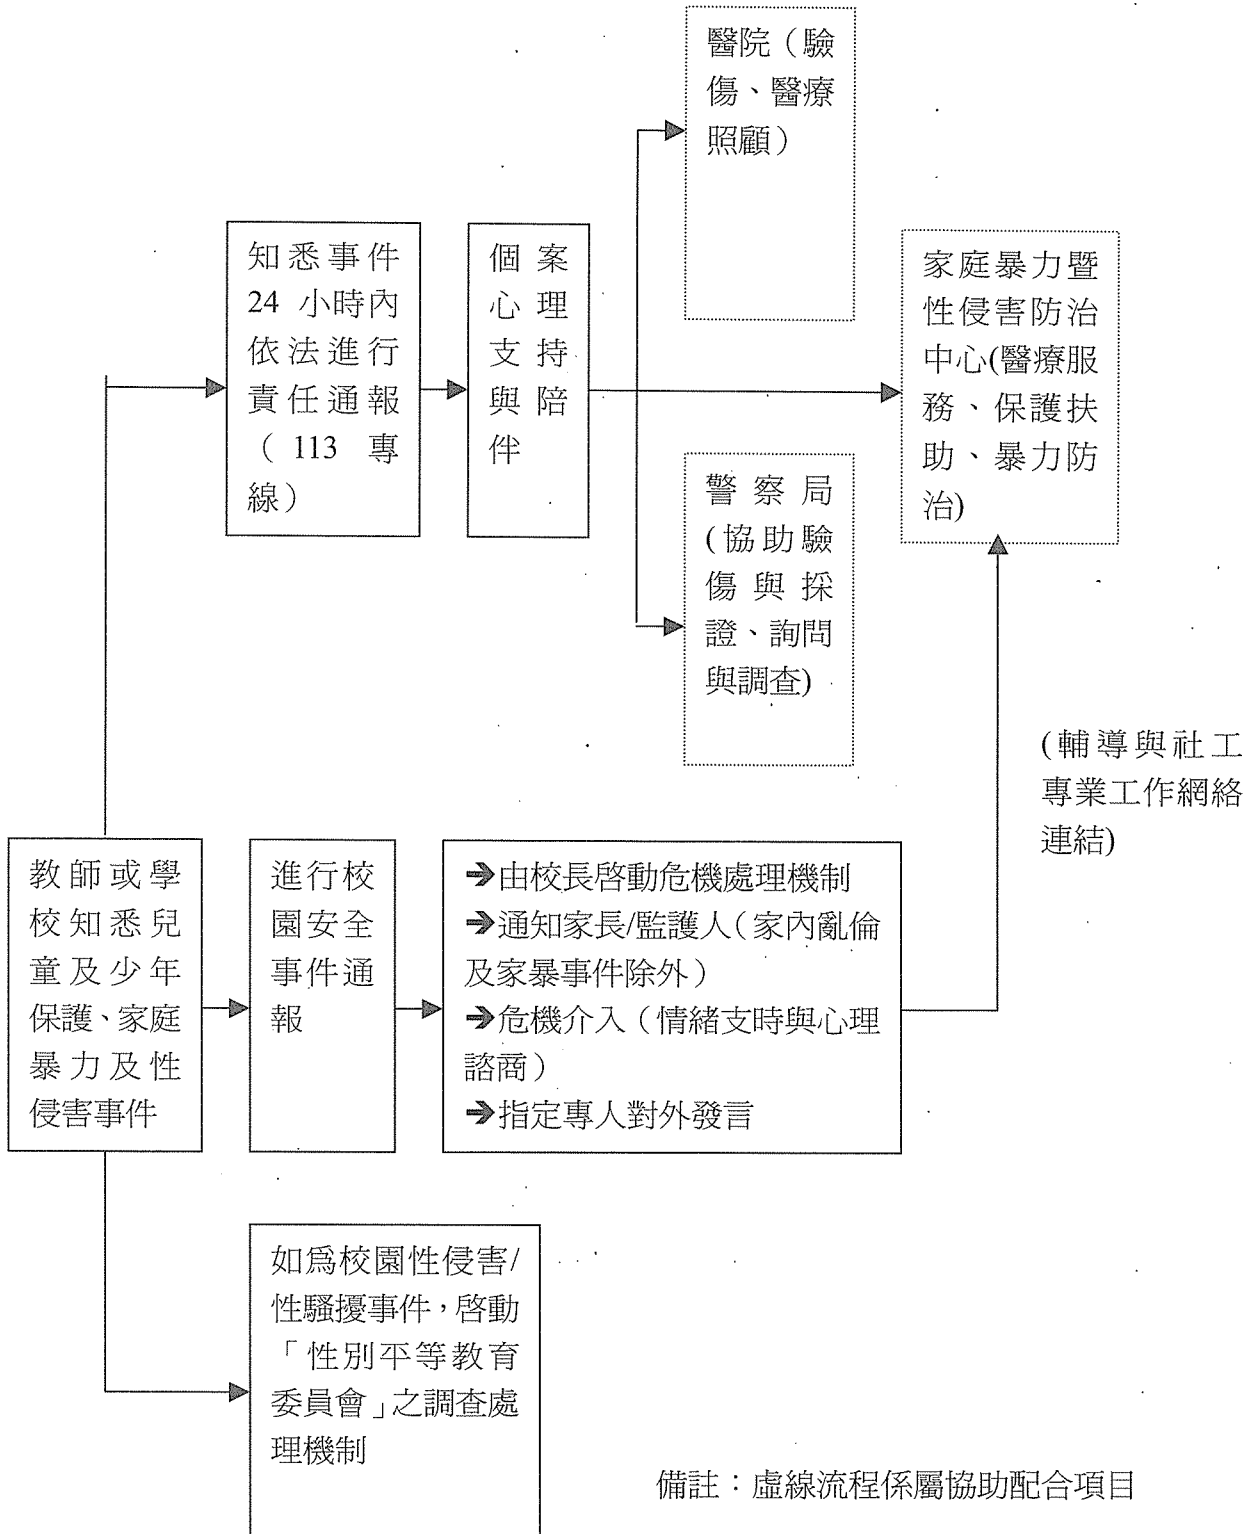 醫院（驗
傷、醫療
照顧）
知悉事件
24 小時內
依法進行
責任通報
（ 113 專
線）
個案
心理
支持
與陪
伴
家庭暴力暨
性侵害防治
中心(醫療服
務、保護扶
助、暴力防
治)
警察局
(協助驗
傷與採
證、詢問
與調查)
(輔導與社工
專業工作網絡
連結)
教師或學
校知悉兒
童及少年
保護、家庭
暴力及性
侵害事件
進行校
園安全
事件通
報
➔由校長啓動危機處理機制
➔通知家長/監護人（家內亂倫
及家暴事件除外）
➔危機介入（情緒支時與心理
諮商）
➔指定專人對外發言
如爲校園性侵害/
性騷擾事件，啓動
「性別平等教育
委員會」之調查處
理機制
備註：虛線流程係屬協助配合項目